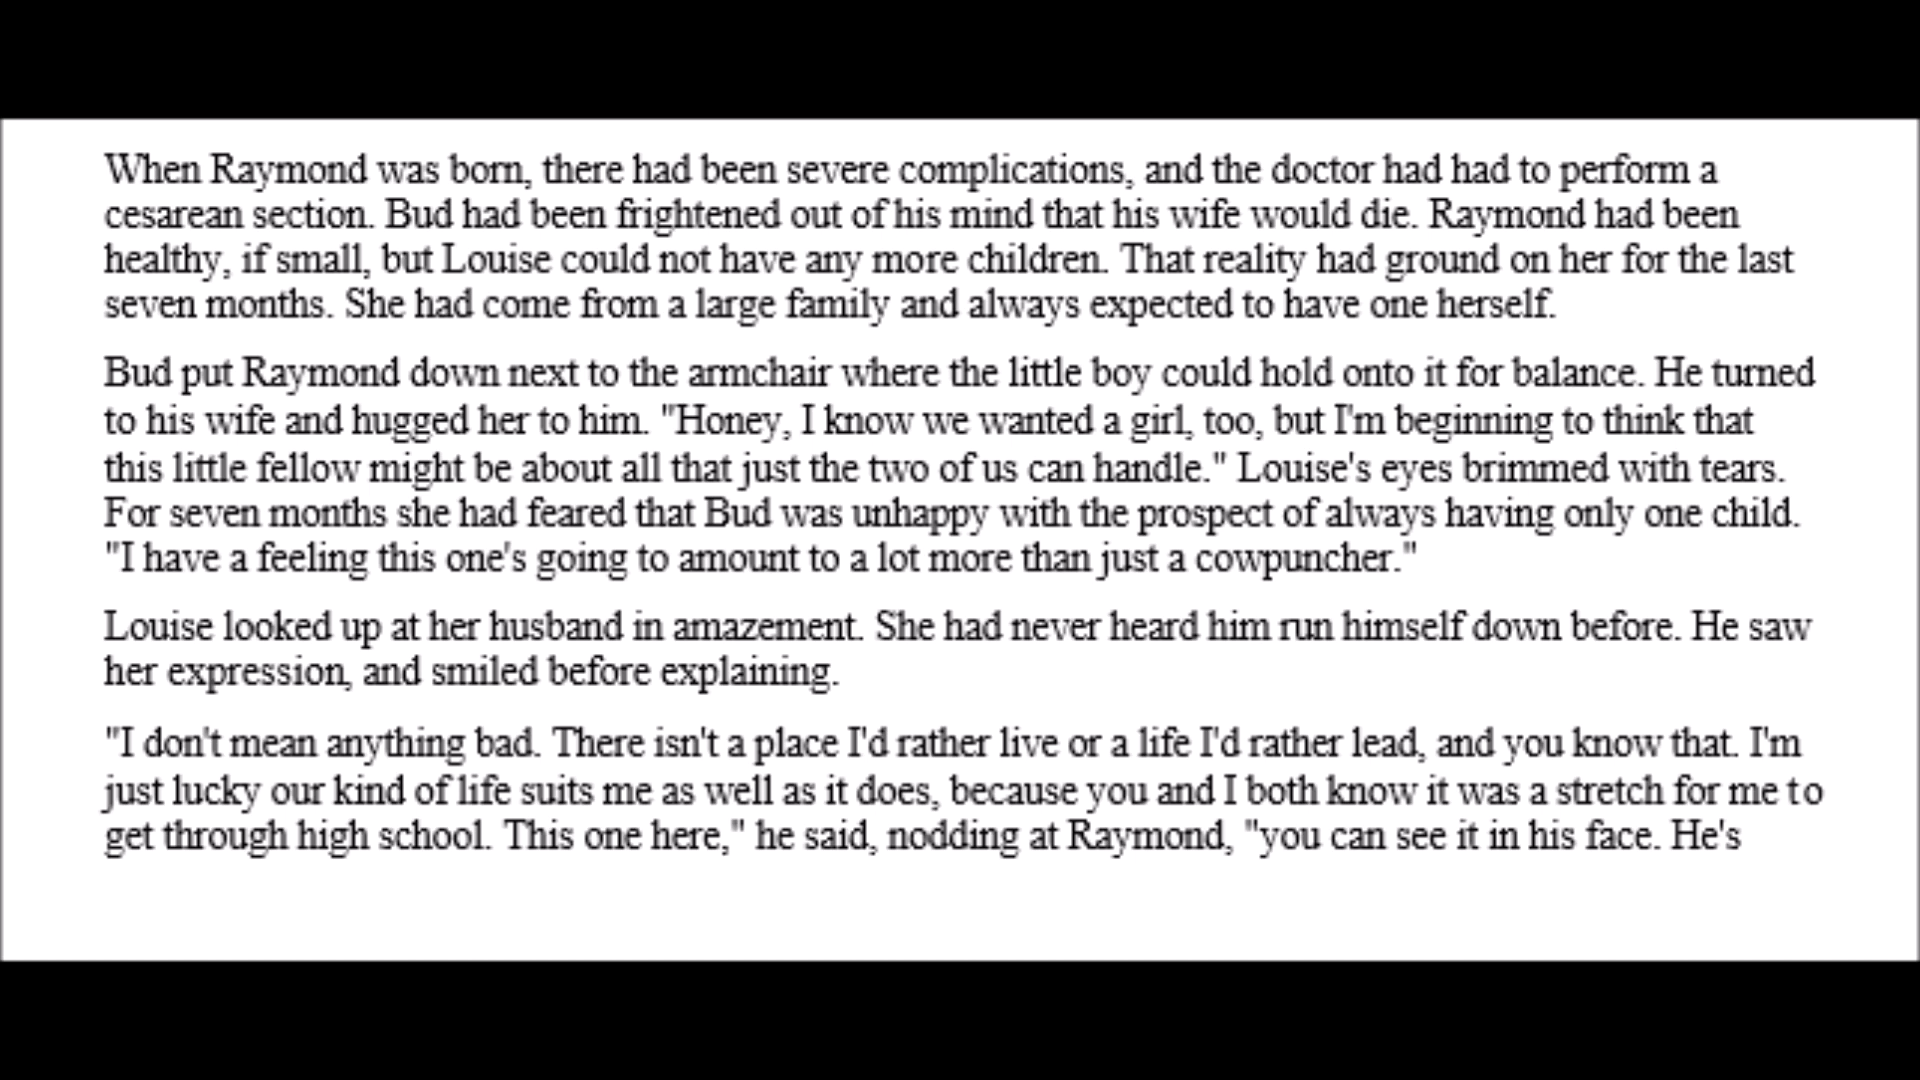 When Raymond was born, there had been severe complications, and the doctor had had to perform a
cesarean section. Bud had been frightened out of his mind that his wife would die. Raymond had been
healthy, if small, but Louise could not have any more children. That reality had ground on her for the last
seven months. She had come from a large family and always expected to have one herself.
Bud put Raymond down next to the armchair where the little boy could hold onto it for balance. He turned
to his wife and hugged her to him. "Honey, I know we wanted a girl, too, but I'm beginning to think that
this little fellow might be about all that just the two of us can handle." Louise's eyes brimmed with tears.
For seven months she had feared that Bud was unhappy with the prospect of always having only one child.
"I have a feeling this one's going to amount to a lot more than just a cowpuncher."
Louise looked up at her husband in amazement. She had never heard him run himself down before. He saw
her expression, and smiled before explaining.
"I don't mean anything bad. There isn't a place I'd rather live or a life I'd rather lead, and you know that. I'm
just lucky our kind of life suits me as well as it does, because you and I both know it was a stretch for me to
get through high school. This one here," he said, nodding at Raymond, "you can see it in his face. He's